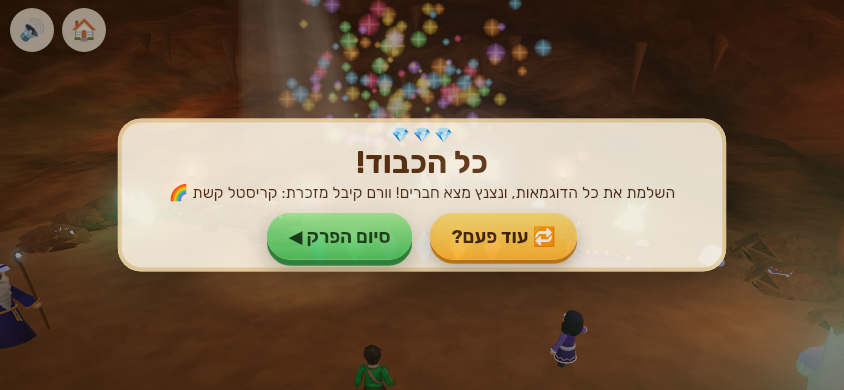 כל הכבוד!
השלמת את כל הדוגמאות, ונצנץ מצא חברים! וורם קיבל מזכרת: קריסטל קשת 🌈
🔁 עוד פעם?
סיום הפרק ◀